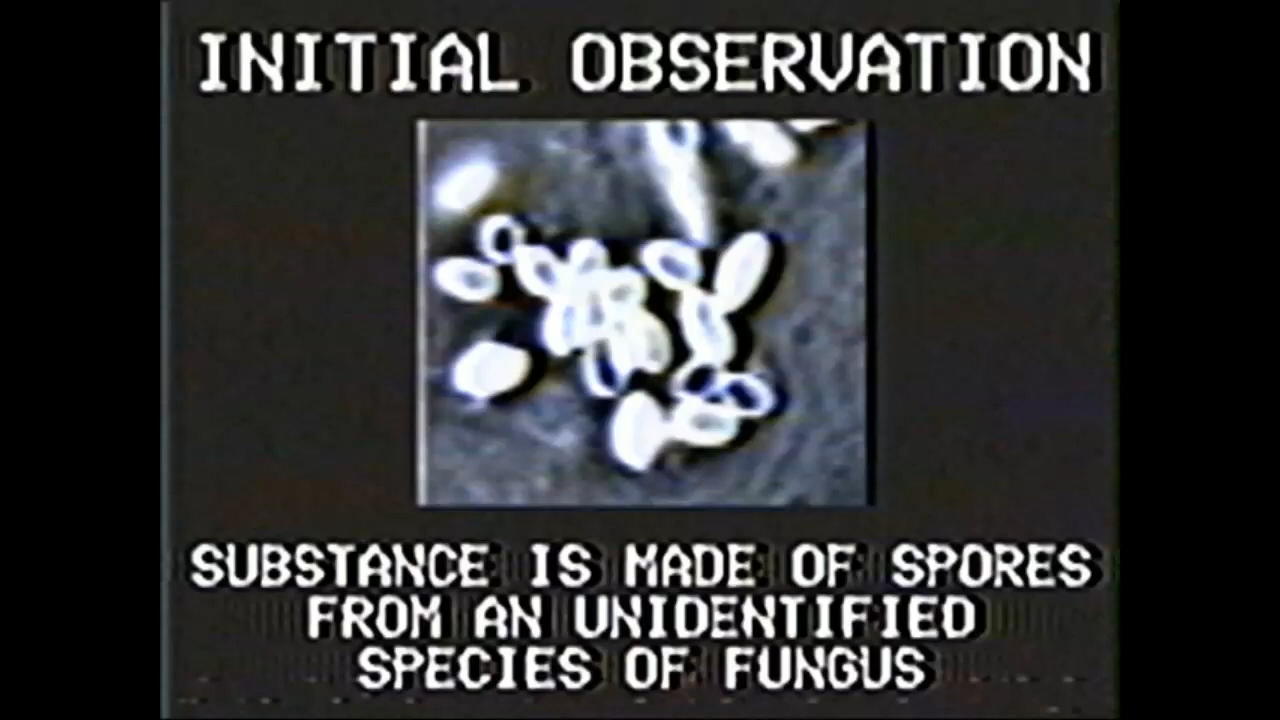 INITIAL OBSERVATION
SUBSTANCE IS MADE OF SPORES
FROM AN UNIDENTIFIED
SPECIES OF FUNGUS